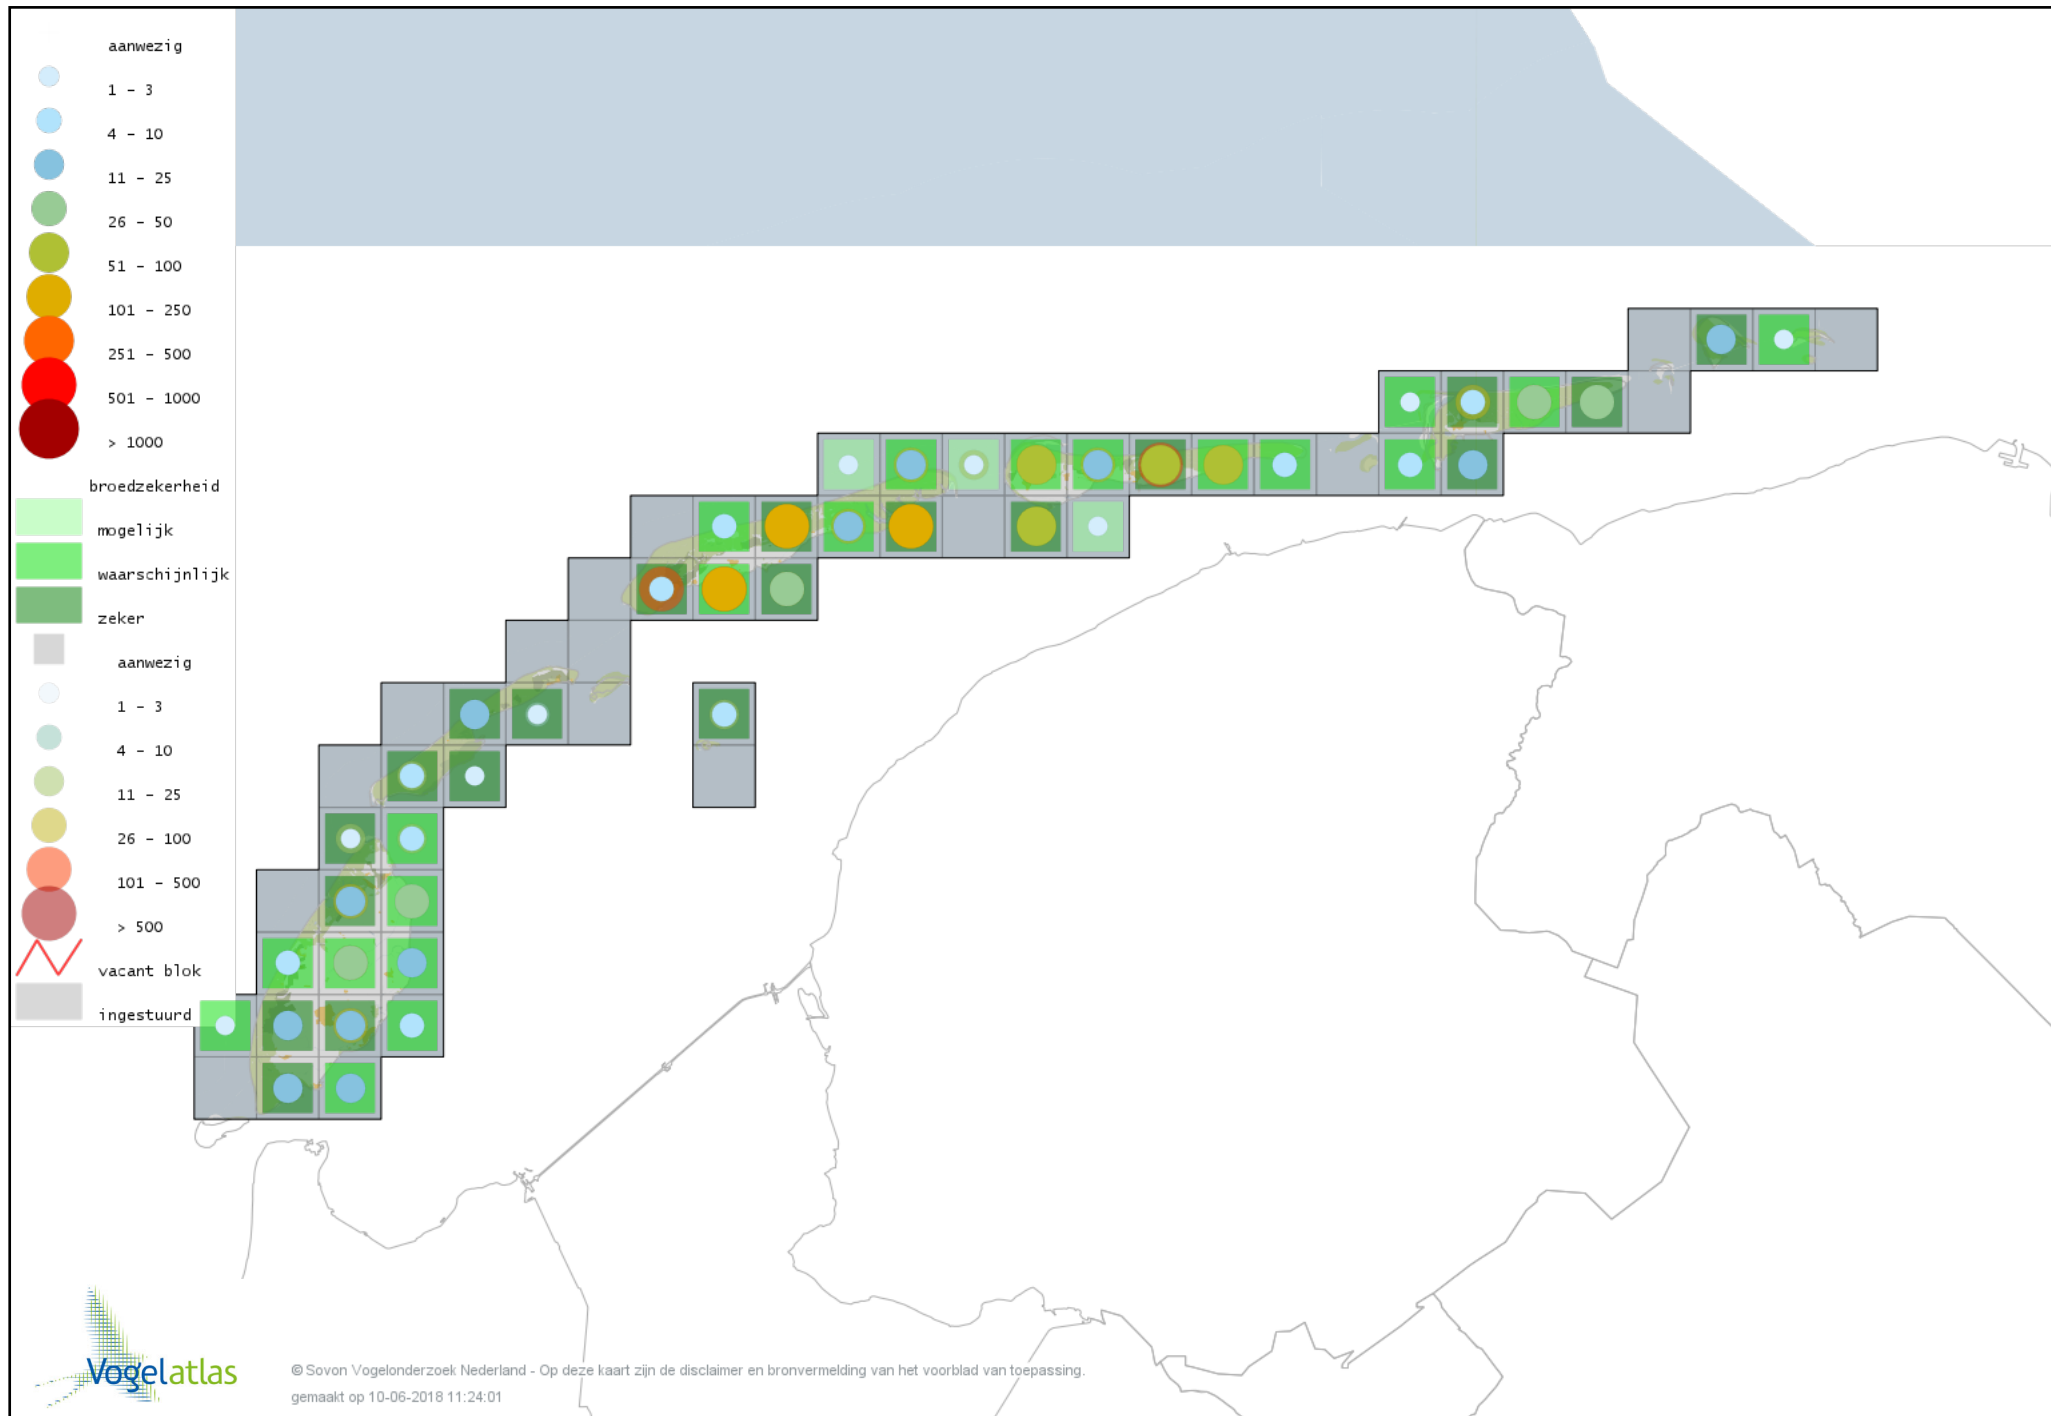 aanwezig
1 - 3
4 - 10
11 - 25
26 - 50
51 - 100
101 - 250
251 - 500
501 - 1000
> 1000
broedzekerheid
mogelijk
waarschijnlijk
zeker
aanwezig
1 - 3
4 - 10
11 - 25
26 - 100
101 - 500
> 500
vacant blok
ingestuurd
Vogelatlas
© Sovon Vogelonderzoek Nederland - Op deze kaart zijn de disclaimer en bronvermelding van het voorblad van toepassing.
gemaakt op 10-06-2018 11:24:01